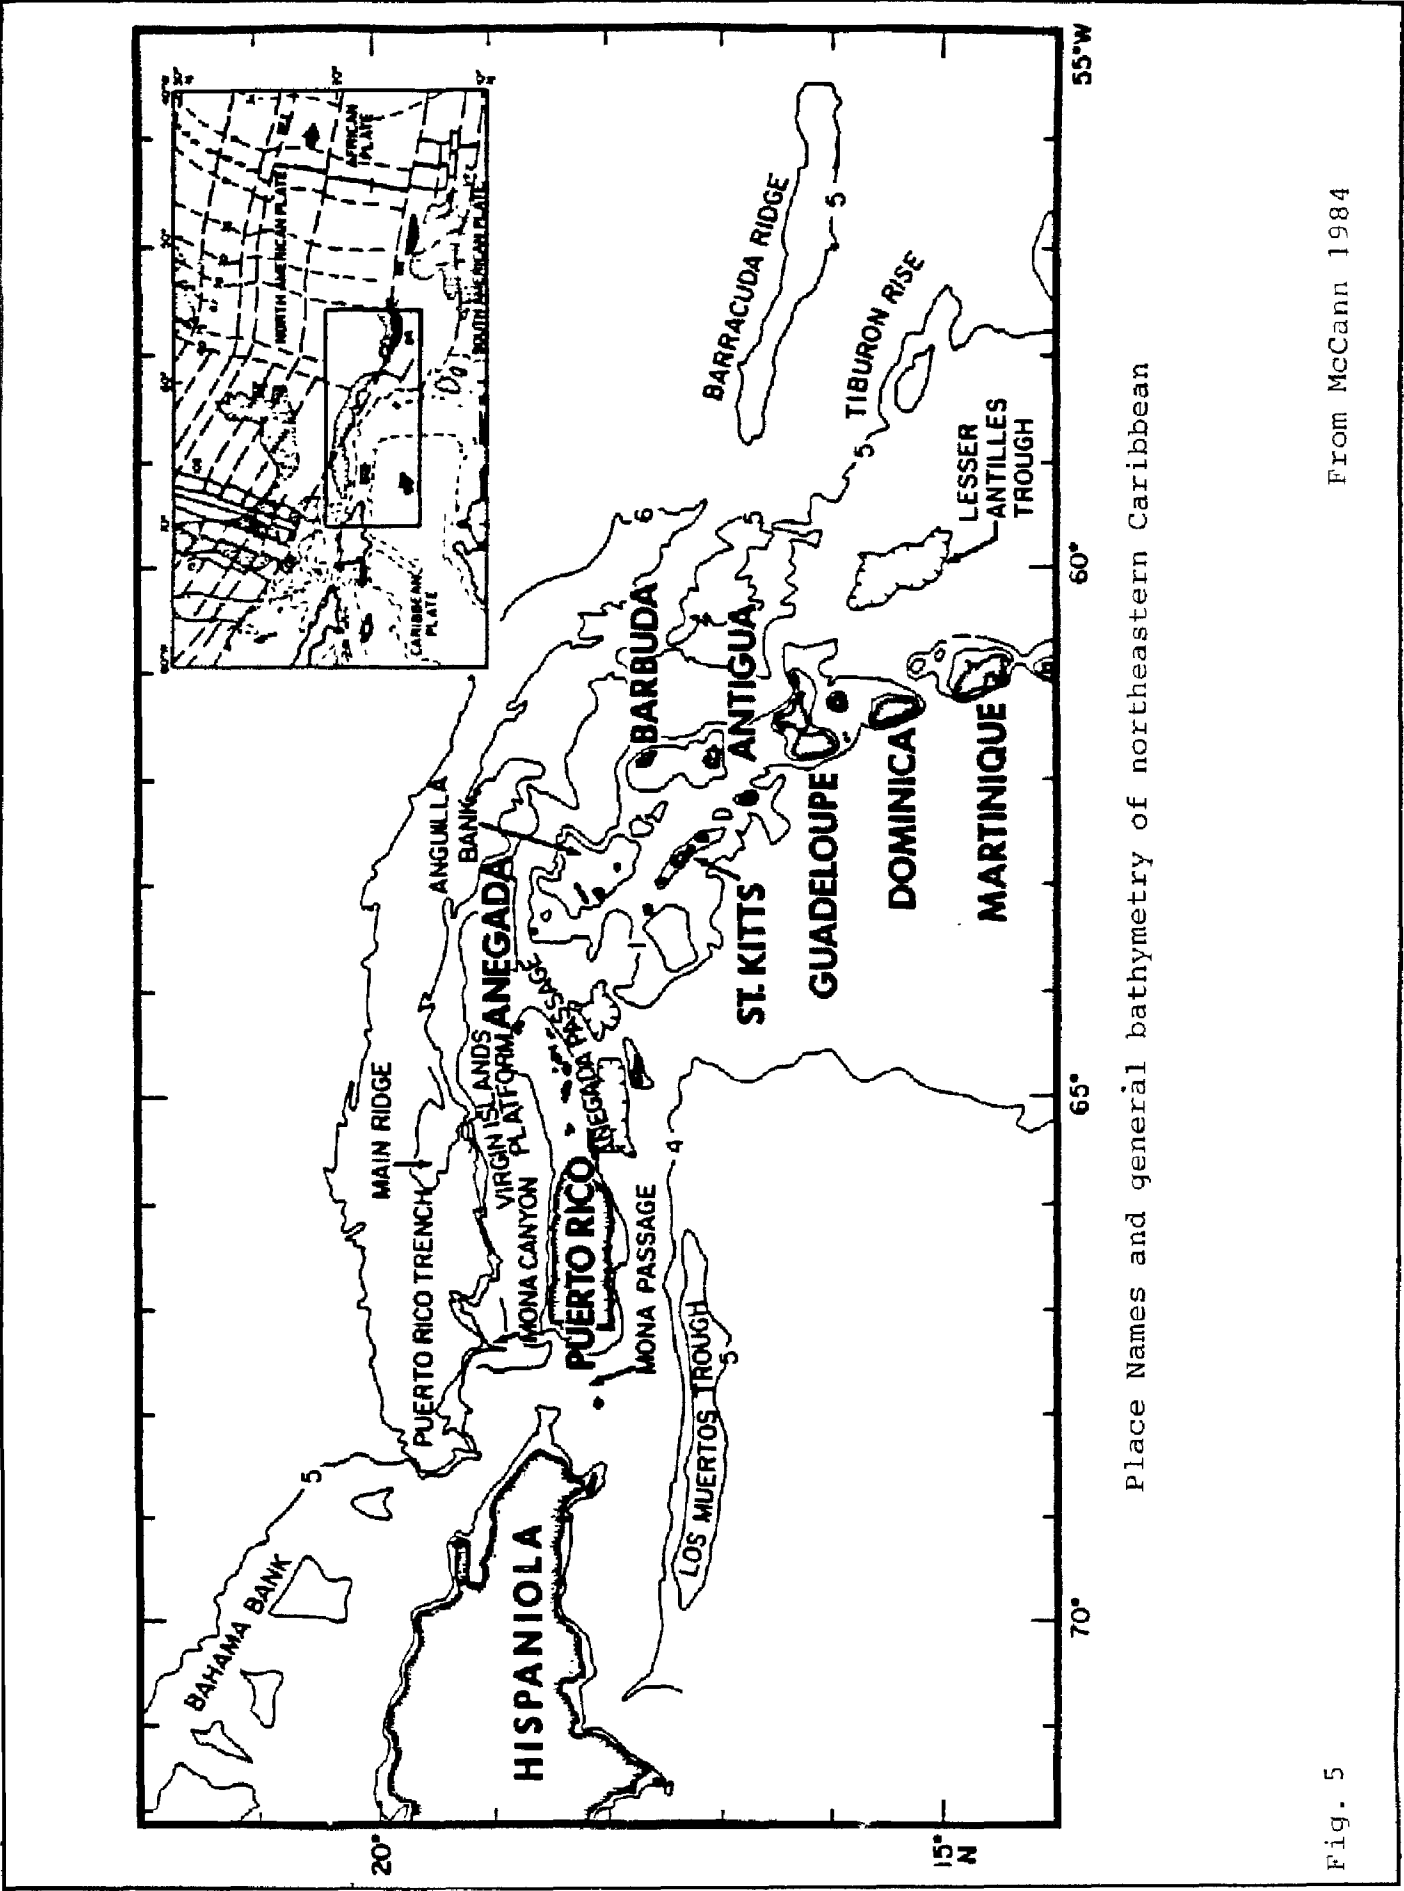 BAHAMA BANK
5
MAIN RIDGE
PUERTO RICO TRENCH
ANGUILLA
BANK
VIRGIN ISLANDS
PLATFORM
ANEGADA
MONA CANYON
ANEGADA PASSAGE
HISPANIOLA
PUERTO RICO
MONA PASSAGE
4
LOS MUERTOS TROUGH
5
1
6
BARBUDA
5
ANTIGUA
D
ST. KITTS
GUADELOUPE
DOMINICA
MARTINIQUE
BARRACUDA RIDGE
5
TIBURON RISE
5
LESSER
ANTILLES
TROUGH
NORTH AMERICAN PLATE
AFRICAN
PLATE
CARIBBEAN
PLATE
SOUTH AMERICAN PLATE
20°
15°
N
70°
65°
60°
55°W
Place Names and general bathymetry of northeastern Caribbean
Fig. 5
From McCann 1984